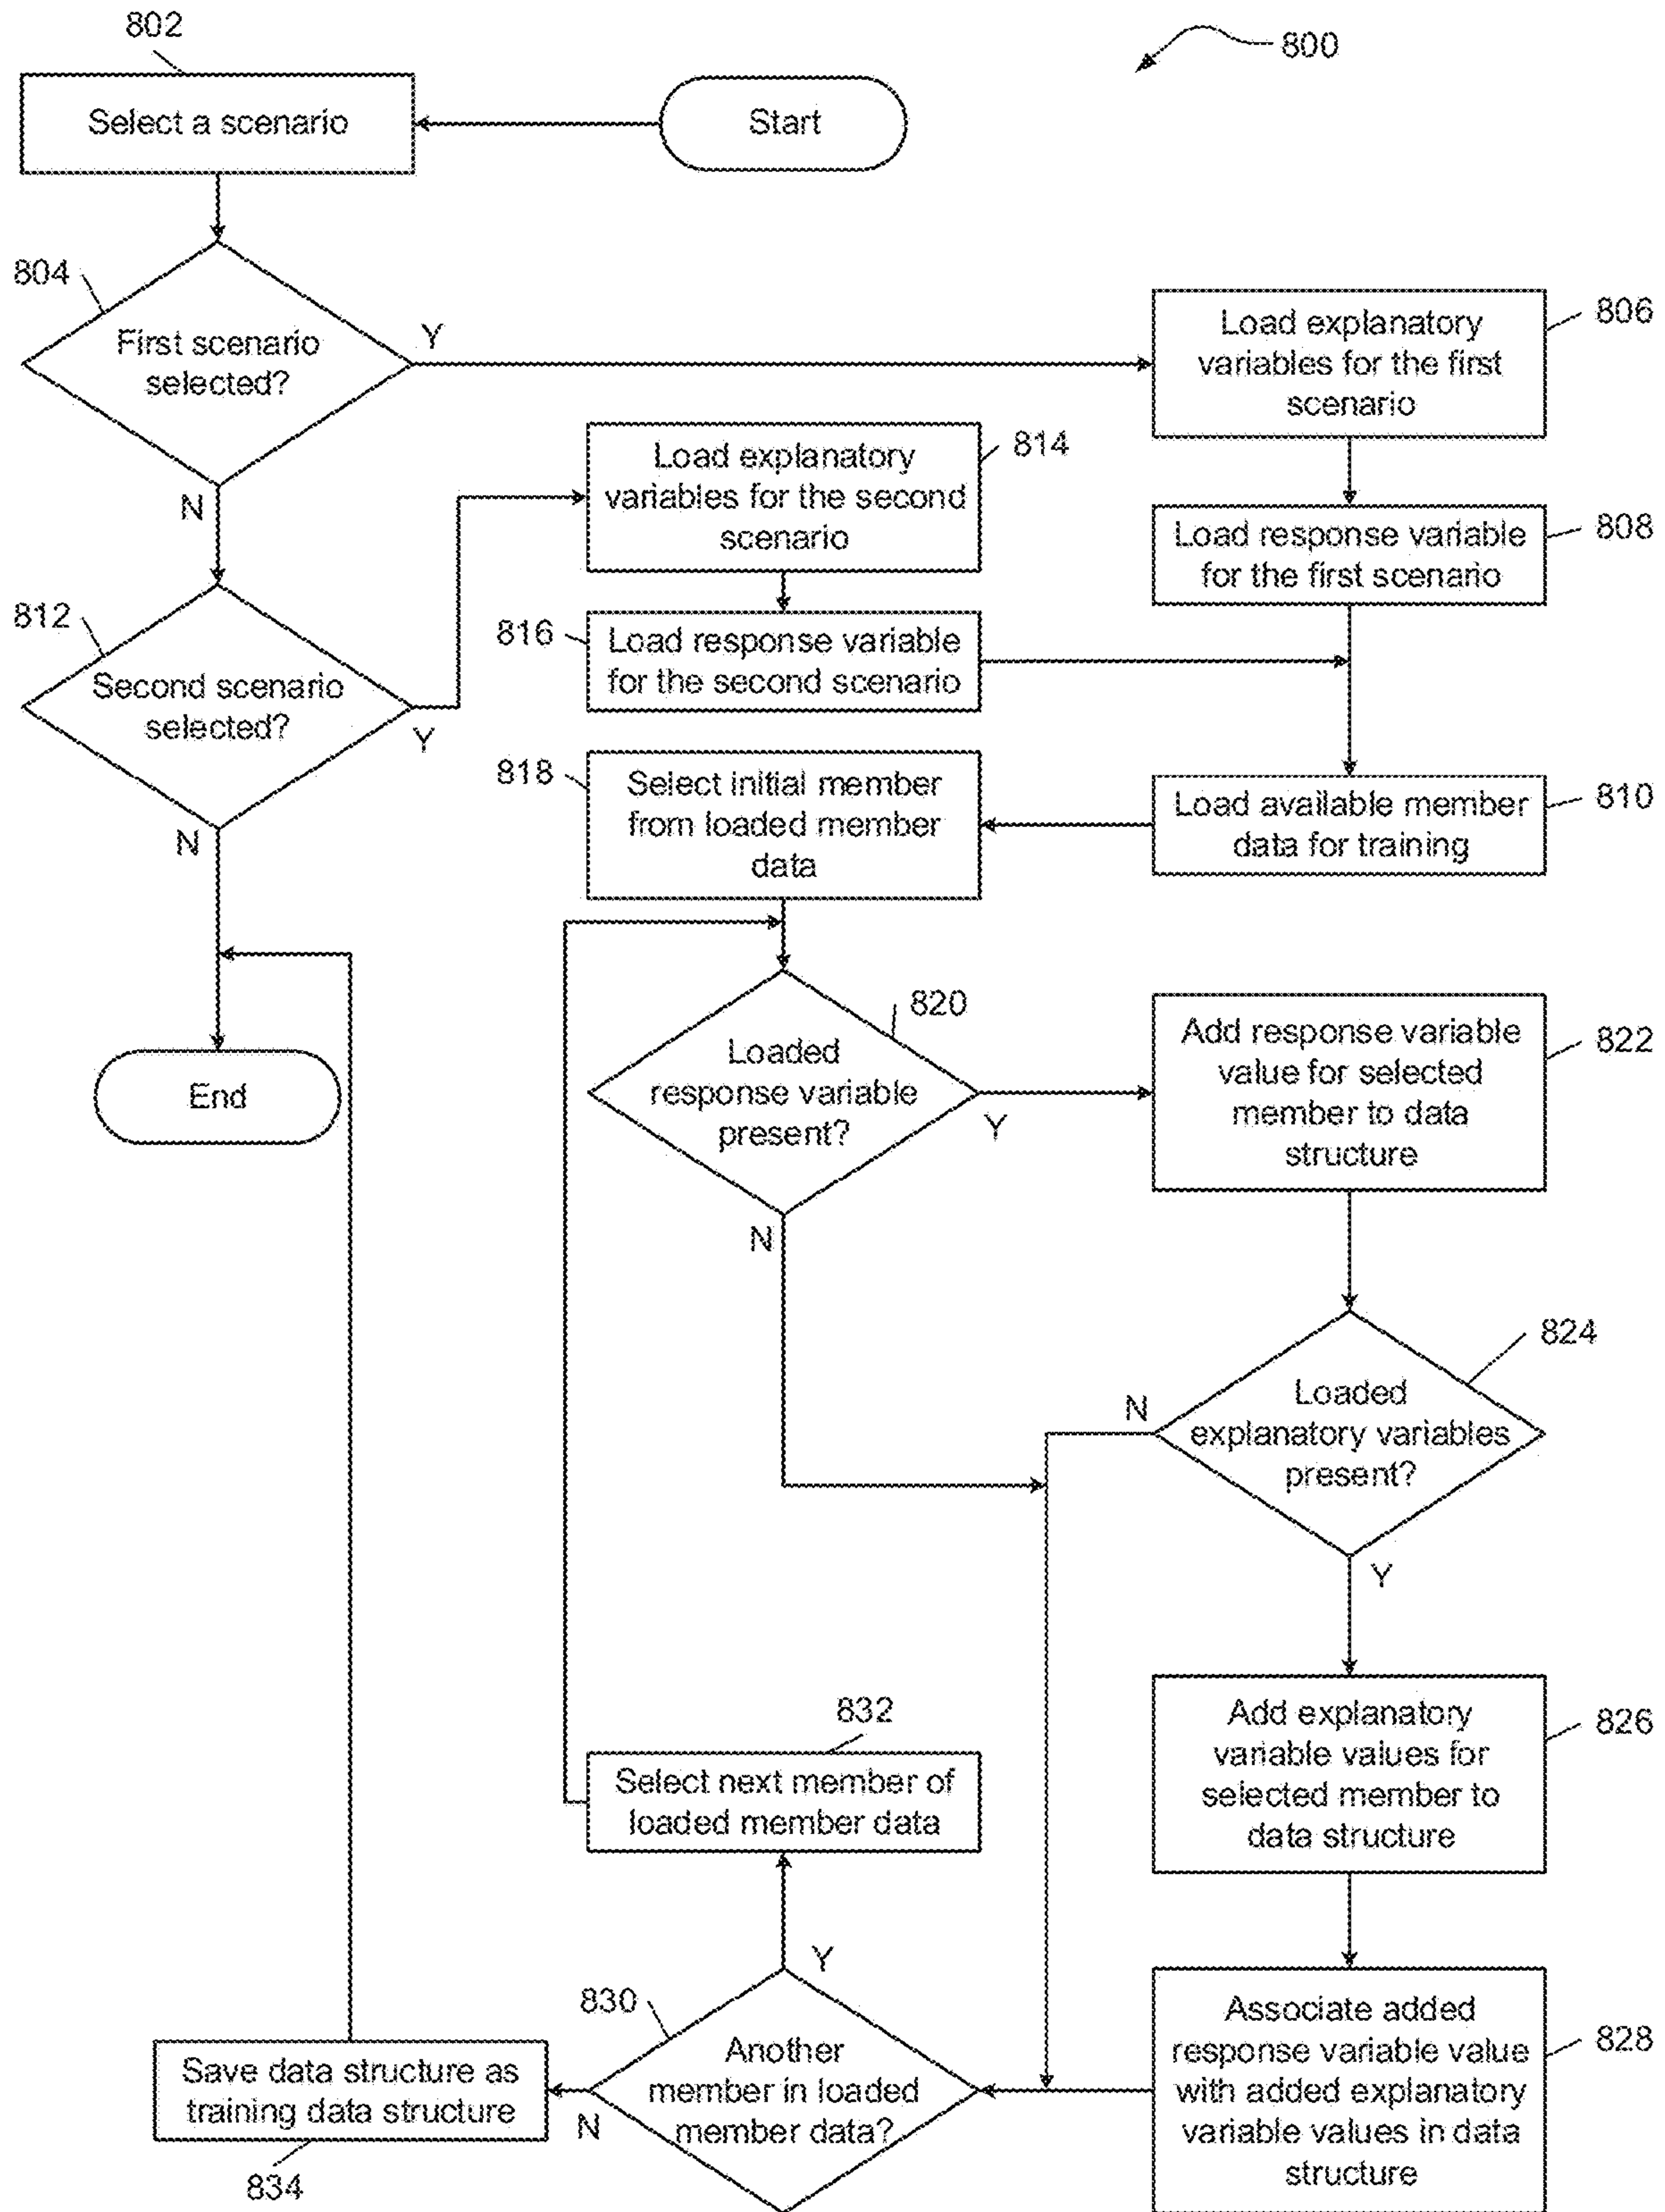 802
800
Select a scenario
Start
804
First scenario
selected?
Y
N
Load explanatory
variables for the first
scenario
806
Load explanatory
variables for the second
scenario
814
Load response variable
for the first scenario
808
812
Second scenario
selected?
Y
N
816
Load response variable
for the second scenario
818
Select initial member
from loaded member
data
Load available member
data for training
810
End
820
Loaded
response variable
present?
Y
N
Add response variable
value for selected
member to data
structure
822
824
Loaded
explanatory variables
present?
N
Y
Add explanatory
variable values for
selected member to
data structure
826
832
Select next member of
loaded member data
Y
830
Another
member in loaded
member data?
N
Associate added
response variable value
with added explanatory
variable values in data
structure
828
Save data structure as
training data structure
834